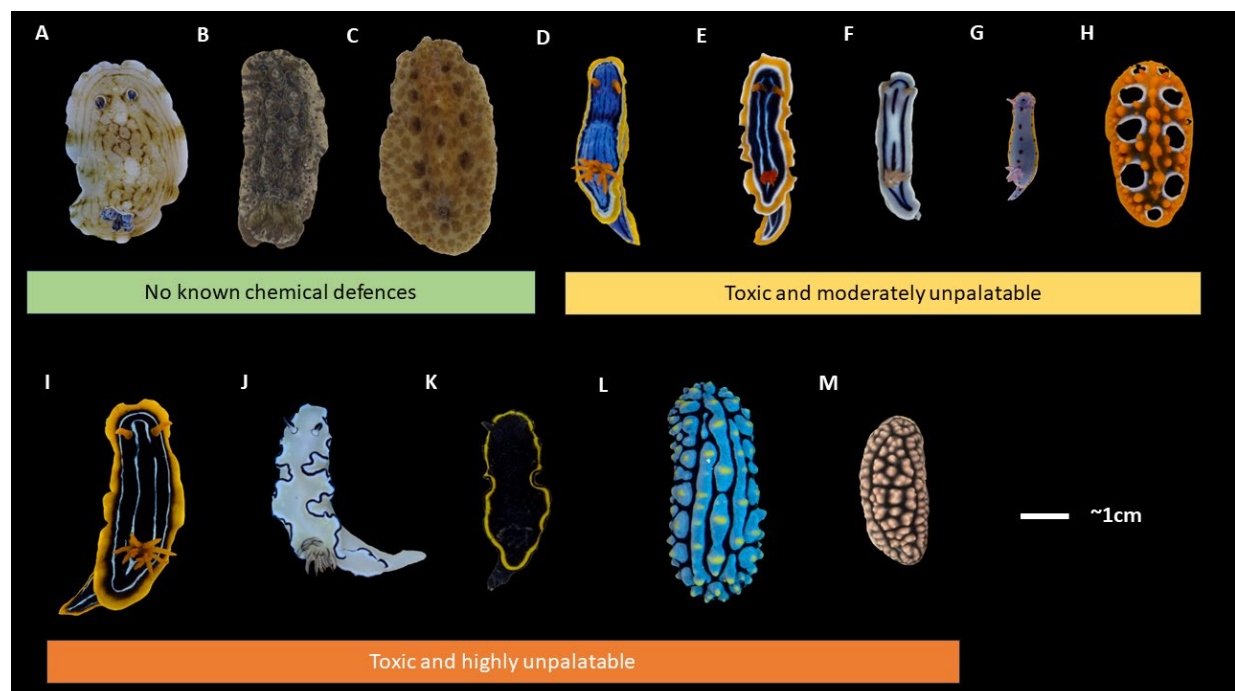 A B C D E F G H
No known chemical defences
Toxic and moderately unpalatable
I J K L M
~1cm
Toxic and highly unpalatable